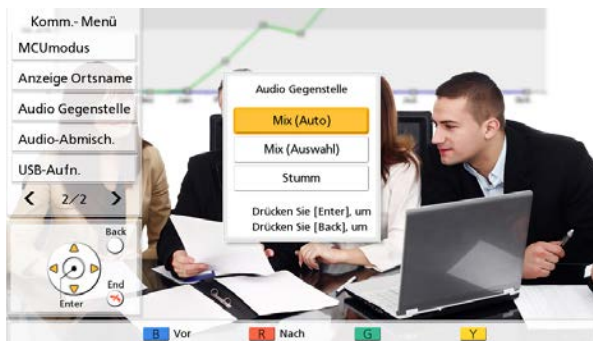 Komm.- Menü
MCUmodus
Anzeige Ortsname
Audio Gegenstelle
Audio-Abmisch.
USB-Aufn.
2/2
Back
End
Enter
Audio Gegenstelle
Mix (Auto)
Mix (Auswahl)
Stumm
Drücken Sie [Enter], um
Drücken Sie [Back], um
B Vor
R Nach
G
Y